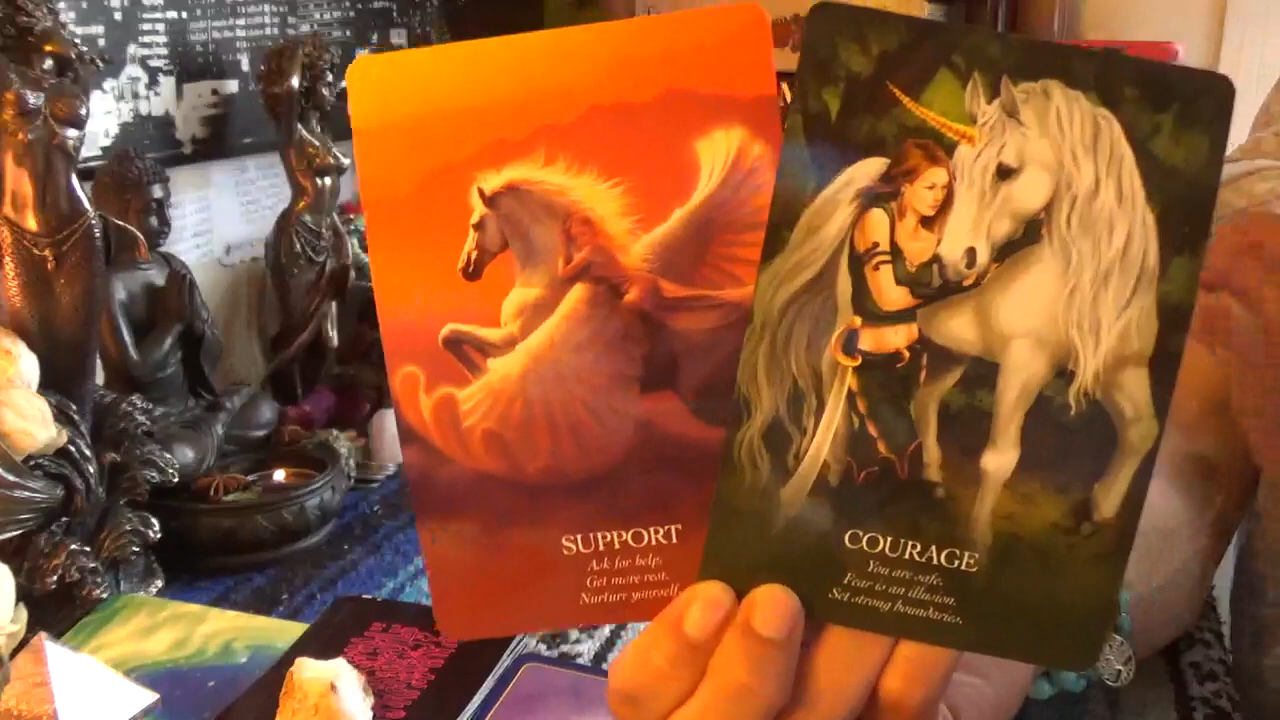 SUPPORT
Ask for help.
Get more rest.
Nurture yourself.
COURAGE
You are safe.
Fear is an illusion.
Set strong boundaries.